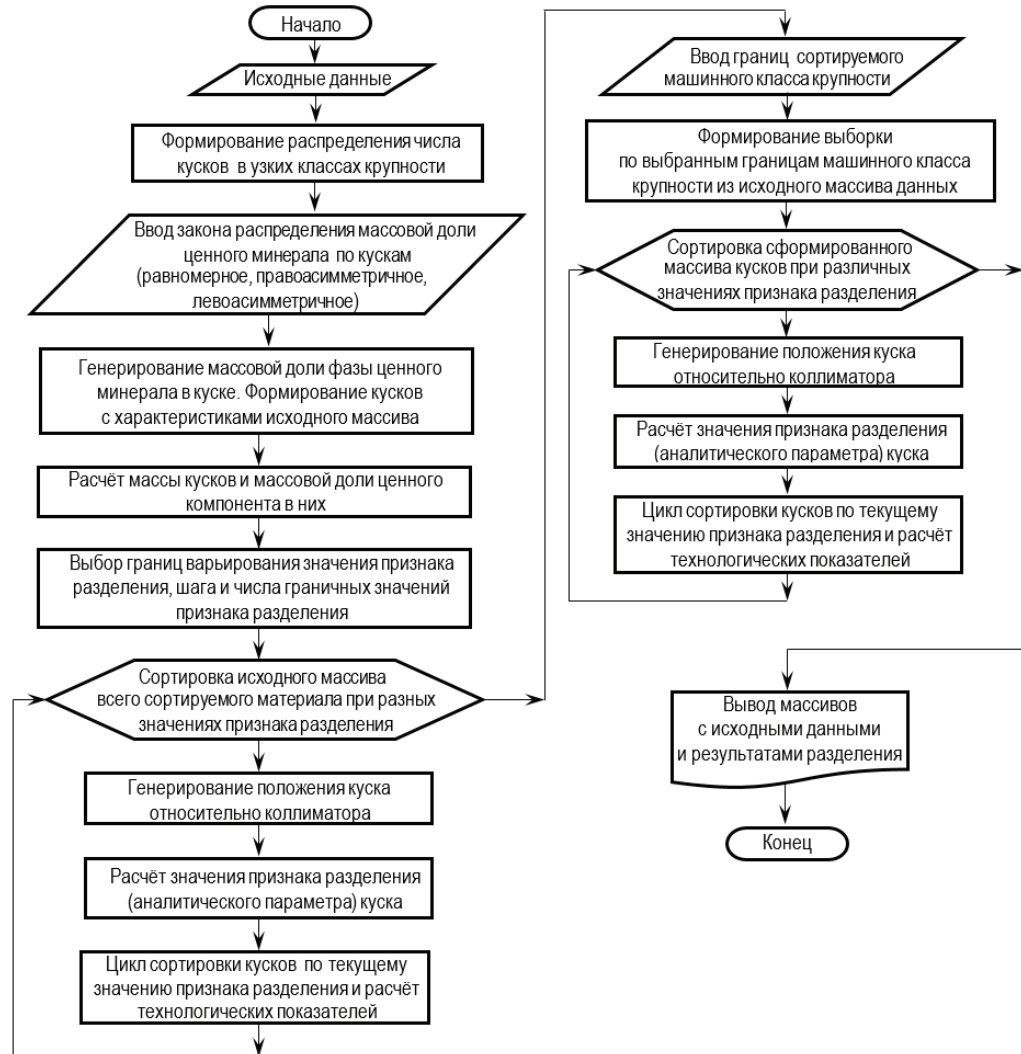 Начало
Исходные данные
Формирование распределения числа
кусков в узких классах крупности
Ввод закона распределения массовой доли
ценного минерала по кускам
(равномерное, правоасимметричное,
левоасимметричное)
Генерирование массовой доли фазы ценного
минерала в куске. Формирование кусков
с характеристиками исходного массива
Расчёт массы кусков и массовой доли ценного
компонента в них
Выбор границ варьирования значения признака
разделения, шага и числа граничных значений
признака разделения
Сортировка исходного массива
всего сортируемого материала при разных
значениях признака разделения
Генерирование положения куска
относительно коллиматора
Расчёт значения признака разделения
(аналитического параметра) куска
Цикл сортировки кусков по текущему
значению признака разделения и расчёт
технологических показателей
Ввод границ сортируемого
машинного класса крупности
Формирование выборки
по выбранным границам машинного класса
крупности из исходного массива данных
Сортировка сформированного
массива кусков при различных
значениях признака разделения
Генерирование положения куска
относительно коллиматора
Расчёт значения признака разделения
(аналитического параметра) куска
Цикл сортировки кусков по текущему
значению признака разделения и расчёт
технологических показателей
Вывод массивов
с исходными данными
и результатами разделения
Конец